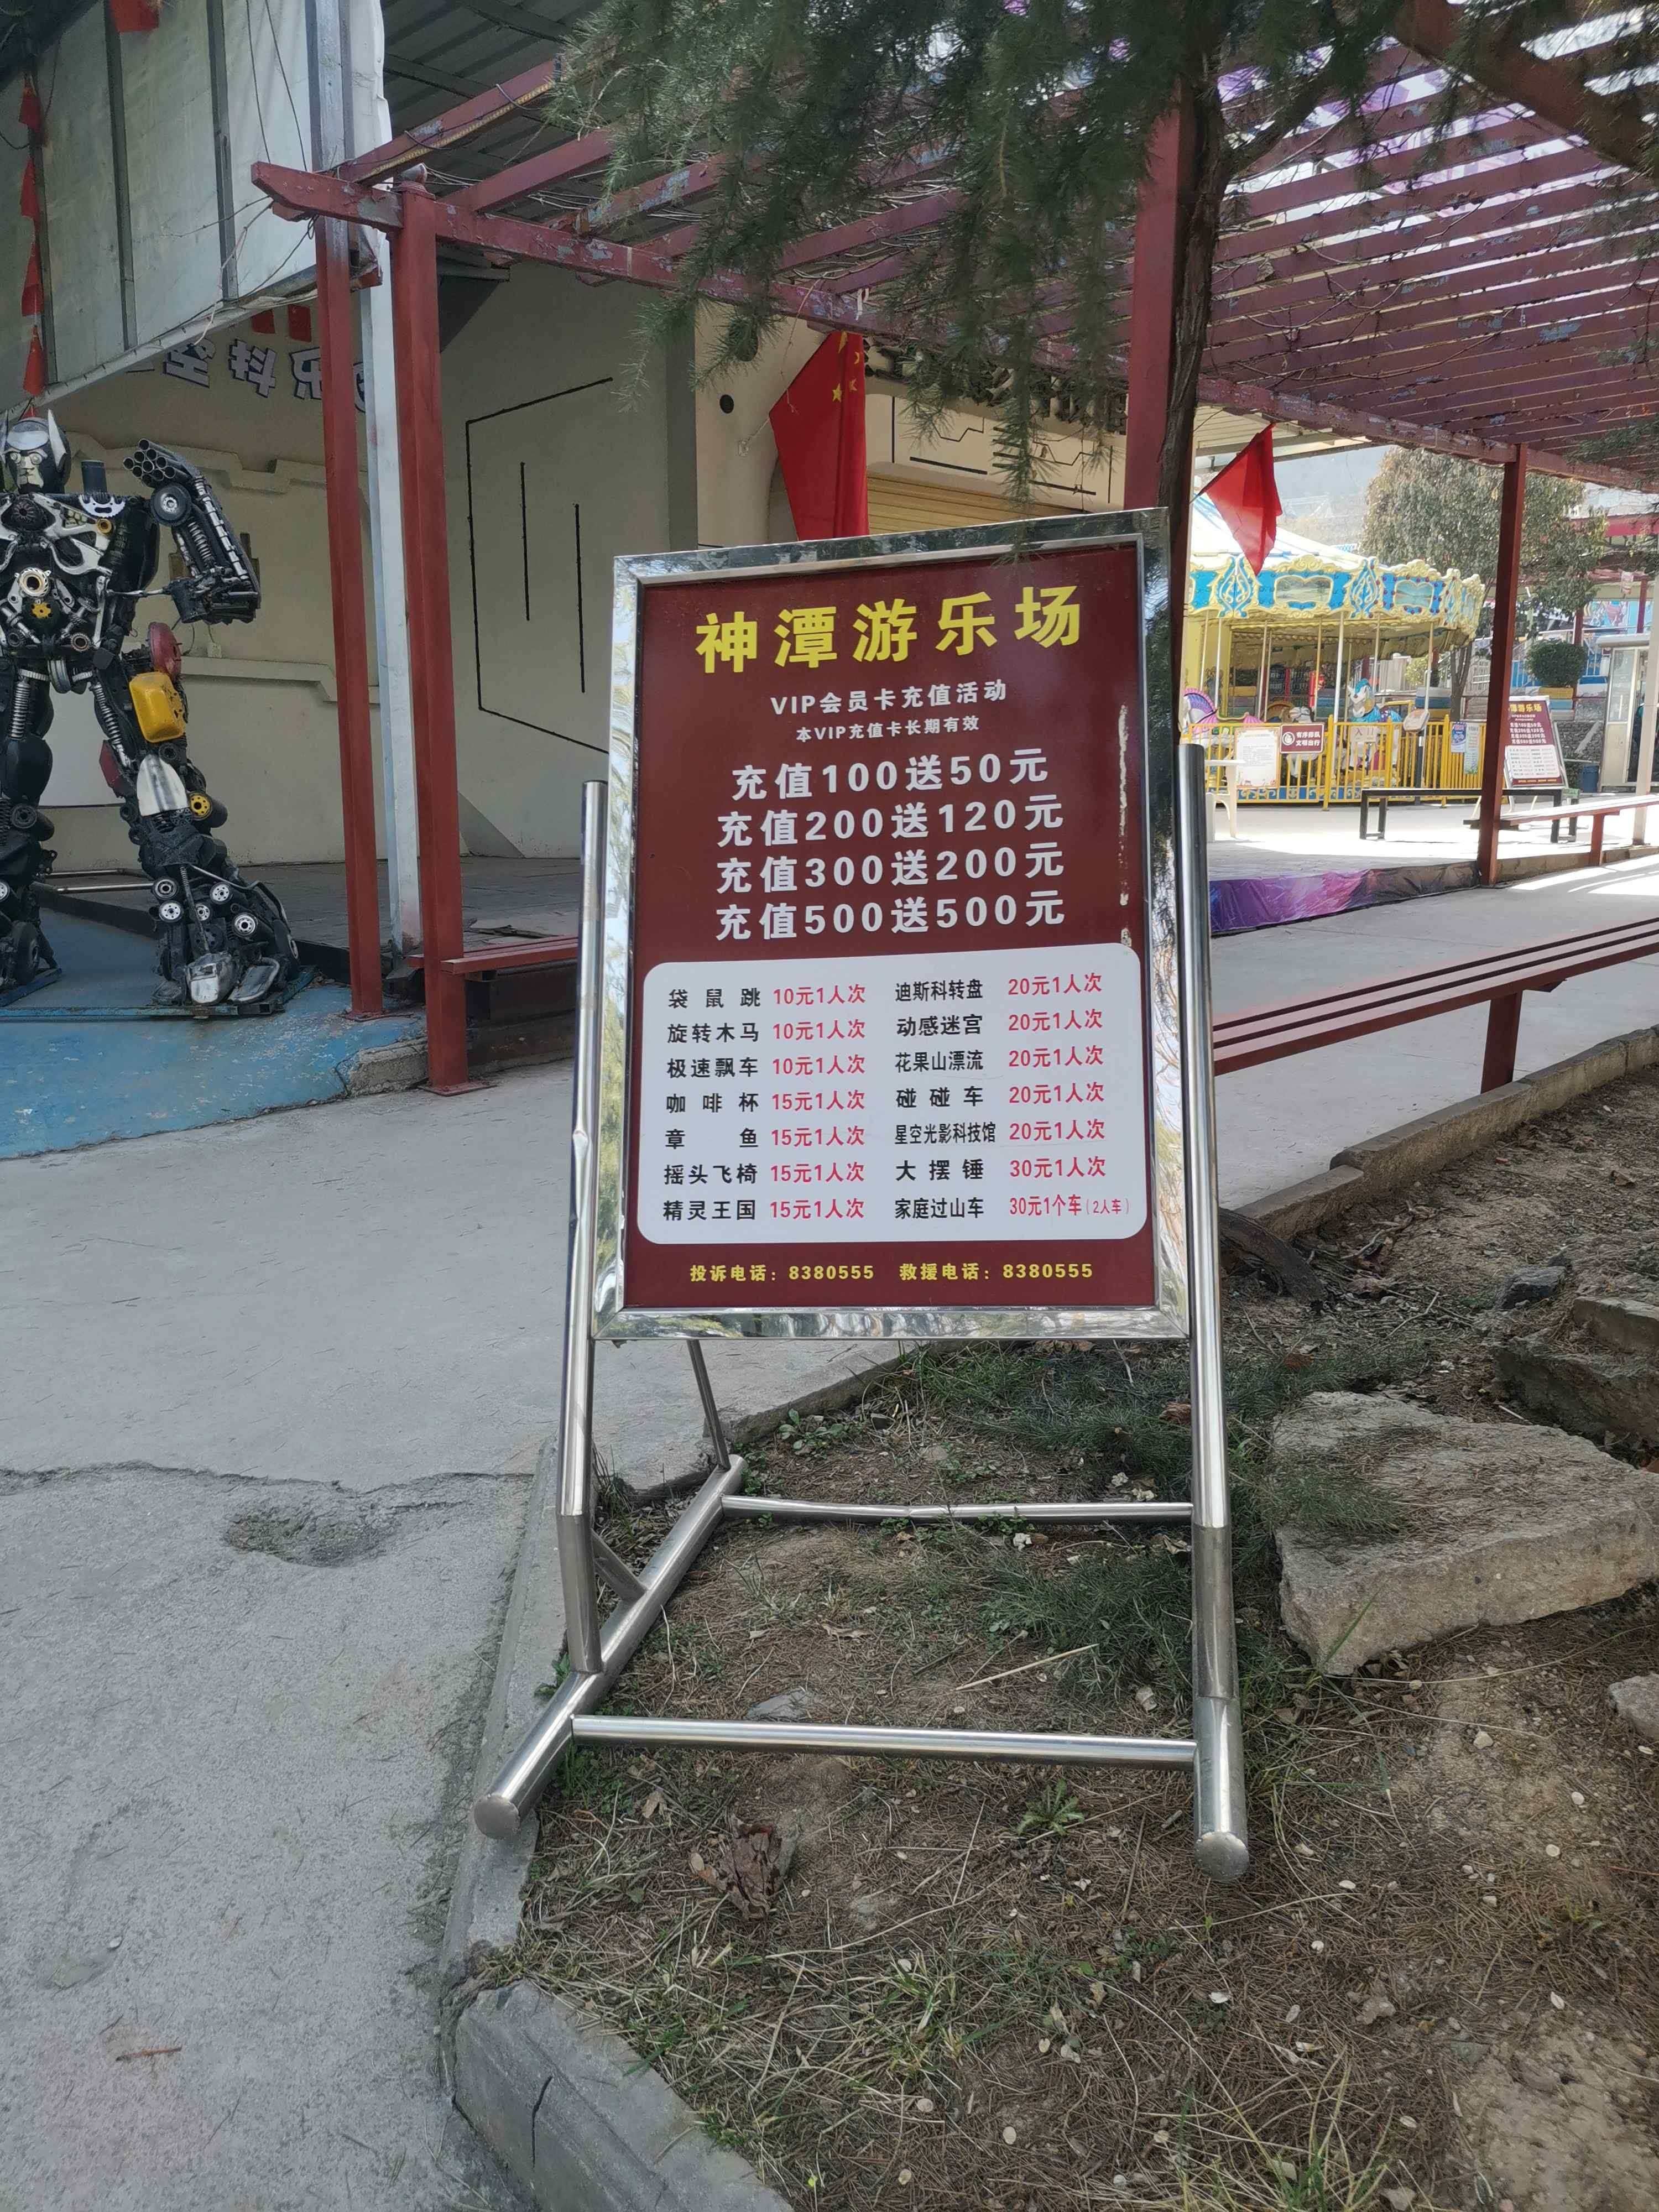 神潭游乐场
VIP会员卡充值活动
本VIP充值卡长期有效
充值100送50元
充值200送120元
充值300送200元
充值500送500元
袋鼠跳 10元1人次 迪斯科转盘 20元1人次
旋转木马 10元1人次 动感迷宫 20元1人次
极速飘车 10元1人次 花果山漂流 20元1人次
咖啡杯 15元1人次 碰碰车 20元1人次
章鱼 15元1人次 星空光影科技馆 20元1人次
摇头飞椅 15元1人次 大摆锤 30元1人次
精灵王国 15元1人次 家庭过山车 30元1个车(2人车)
投诉电话：8380555 救援电话：8380555